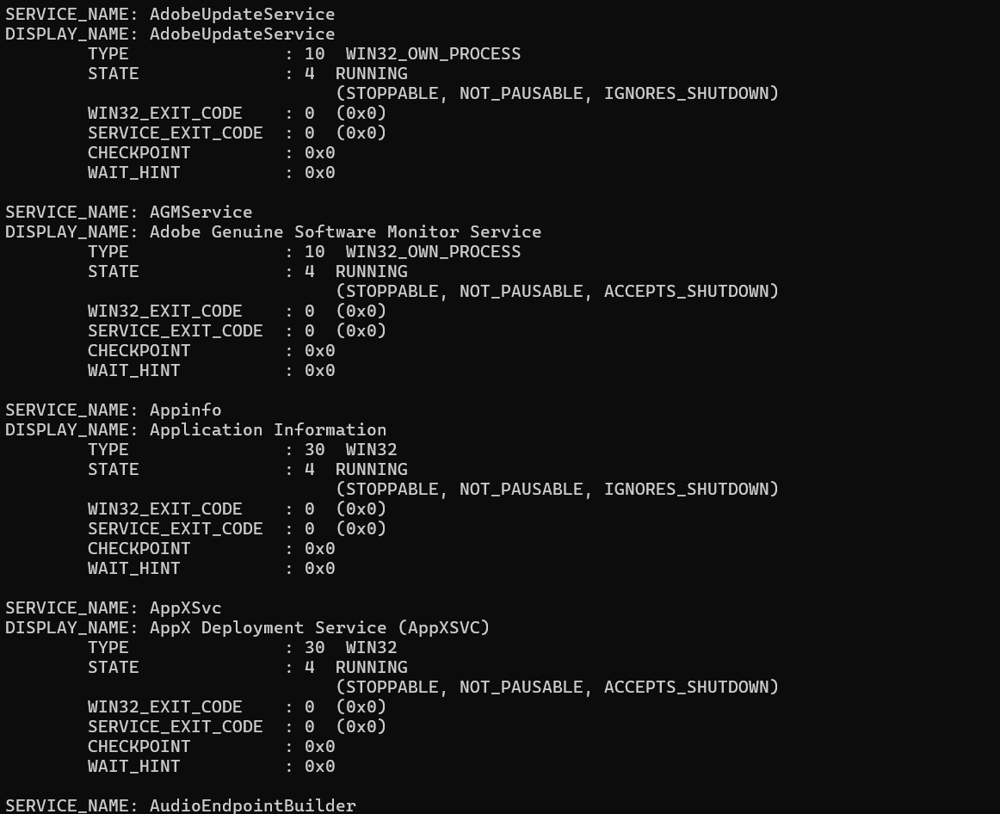 SERVICE_NAME: AdobeUpdateService
DISPLAY_NAME: AdobeUpdateService
        TYPE               : 10  WIN32_OWN_PROCESS
        STATE              : 4  RUNNING
                                (STOPPABLE, NOT_PAUSABLE, IGNORES_SHUTDOWN)
        WIN32_EXIT_CODE    : 0  (0x0)
        SERVICE_EXIT_CODE  : 0  (0x0)
        CHECKPOINT         : 0x0
        WAIT_HINT          : 0x0

SERVICE_NAME: AGMService
DISPLAY_NAME: Adobe Genuine Software Monitor Service
        TYPE               : 10  WIN32_OWN_PROCESS
        STATE              : 4  RUNNING
                                (STOPPABLE, NOT_PAUSABLE, ACCEPTS_SHUTDOWN)
        WIN32_EXIT_CODE    : 0  (0x0)
        SERVICE_EXIT_CODE  : 0  (0x0)
        CHECKPOINT         : 0x0
        WAIT_HINT          : 0x0

SERVICE_NAME: Appinfo
DISPLAY_NAME: Application Information
        TYPE               : 30  WIN32
        STATE              : 4  RUNNING
                                (STOPPABLE, NOT_PAUSABLE, IGNORES_SHUTDOWN)
        WIN32_EXIT_CODE    : 0  (0x0)
        SERVICE_EXIT_CODE  : 0  (0x0)
        CHECKPOINT         : 0x0
        WAIT_HINT          : 0x0

SERVICE_NAME: AppXSvc
DISPLAY_NAME: AppX Deployment Service (AppXSVC)
        TYPE               : 30  WIN32
        STATE              : 4  RUNNING
                                (STOPPABLE, NOT_PAUSABLE, ACCEPTS_SHUTDOWN)
        WIN32_EXIT_CODE    : 0  (0x0)
        SERVICE_EXIT_CODE  : 0  (0x0)
        CHECKPOINT         : 0x0
        WAIT_HINT          : 0x0

SERVICE_NAME: AudioEndpointBuilder